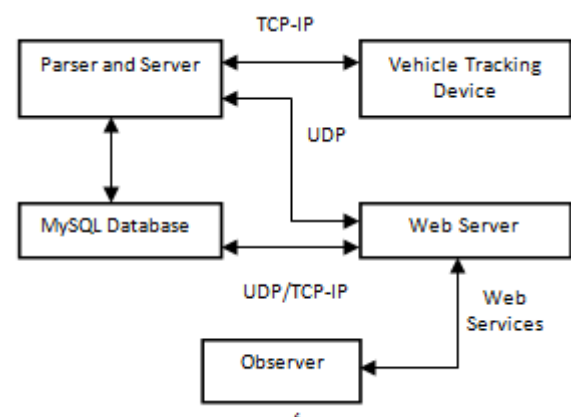 TCP-IP
Parser and Server
Vehicle Tracking
Device
UDP
MySQL Database
Web Server
UDP/TCP-IP
Web
Services
Observer